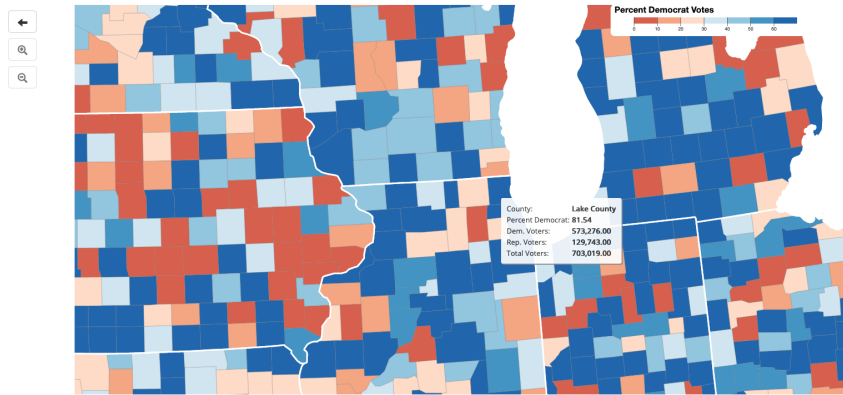 Percent Democrat Votes
0 10 20 30 40 50 60
County: Lake County
Percent Democrat: 81.54
Dem. Voters: 573,276.00
Rep. Voters: 129,743.00
Total Voters: 703,019.00